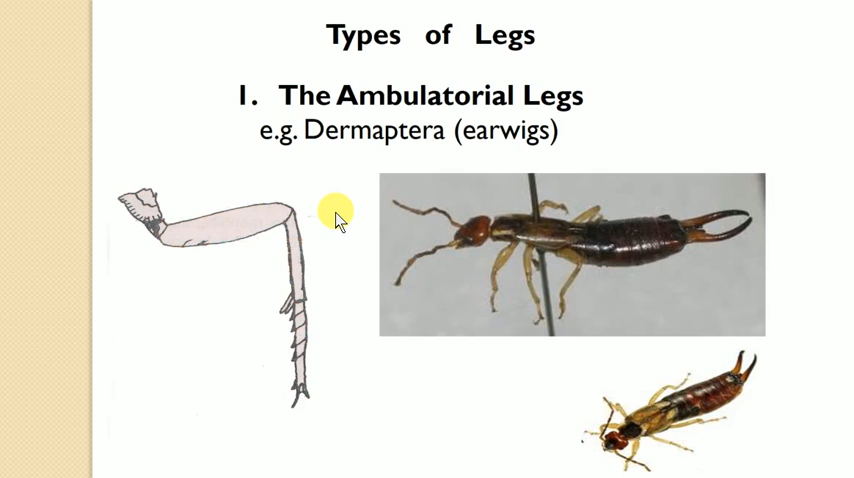 Types of Legs
1. The Ambulatorial Legs
e.g. Dermaptera (earwigs)